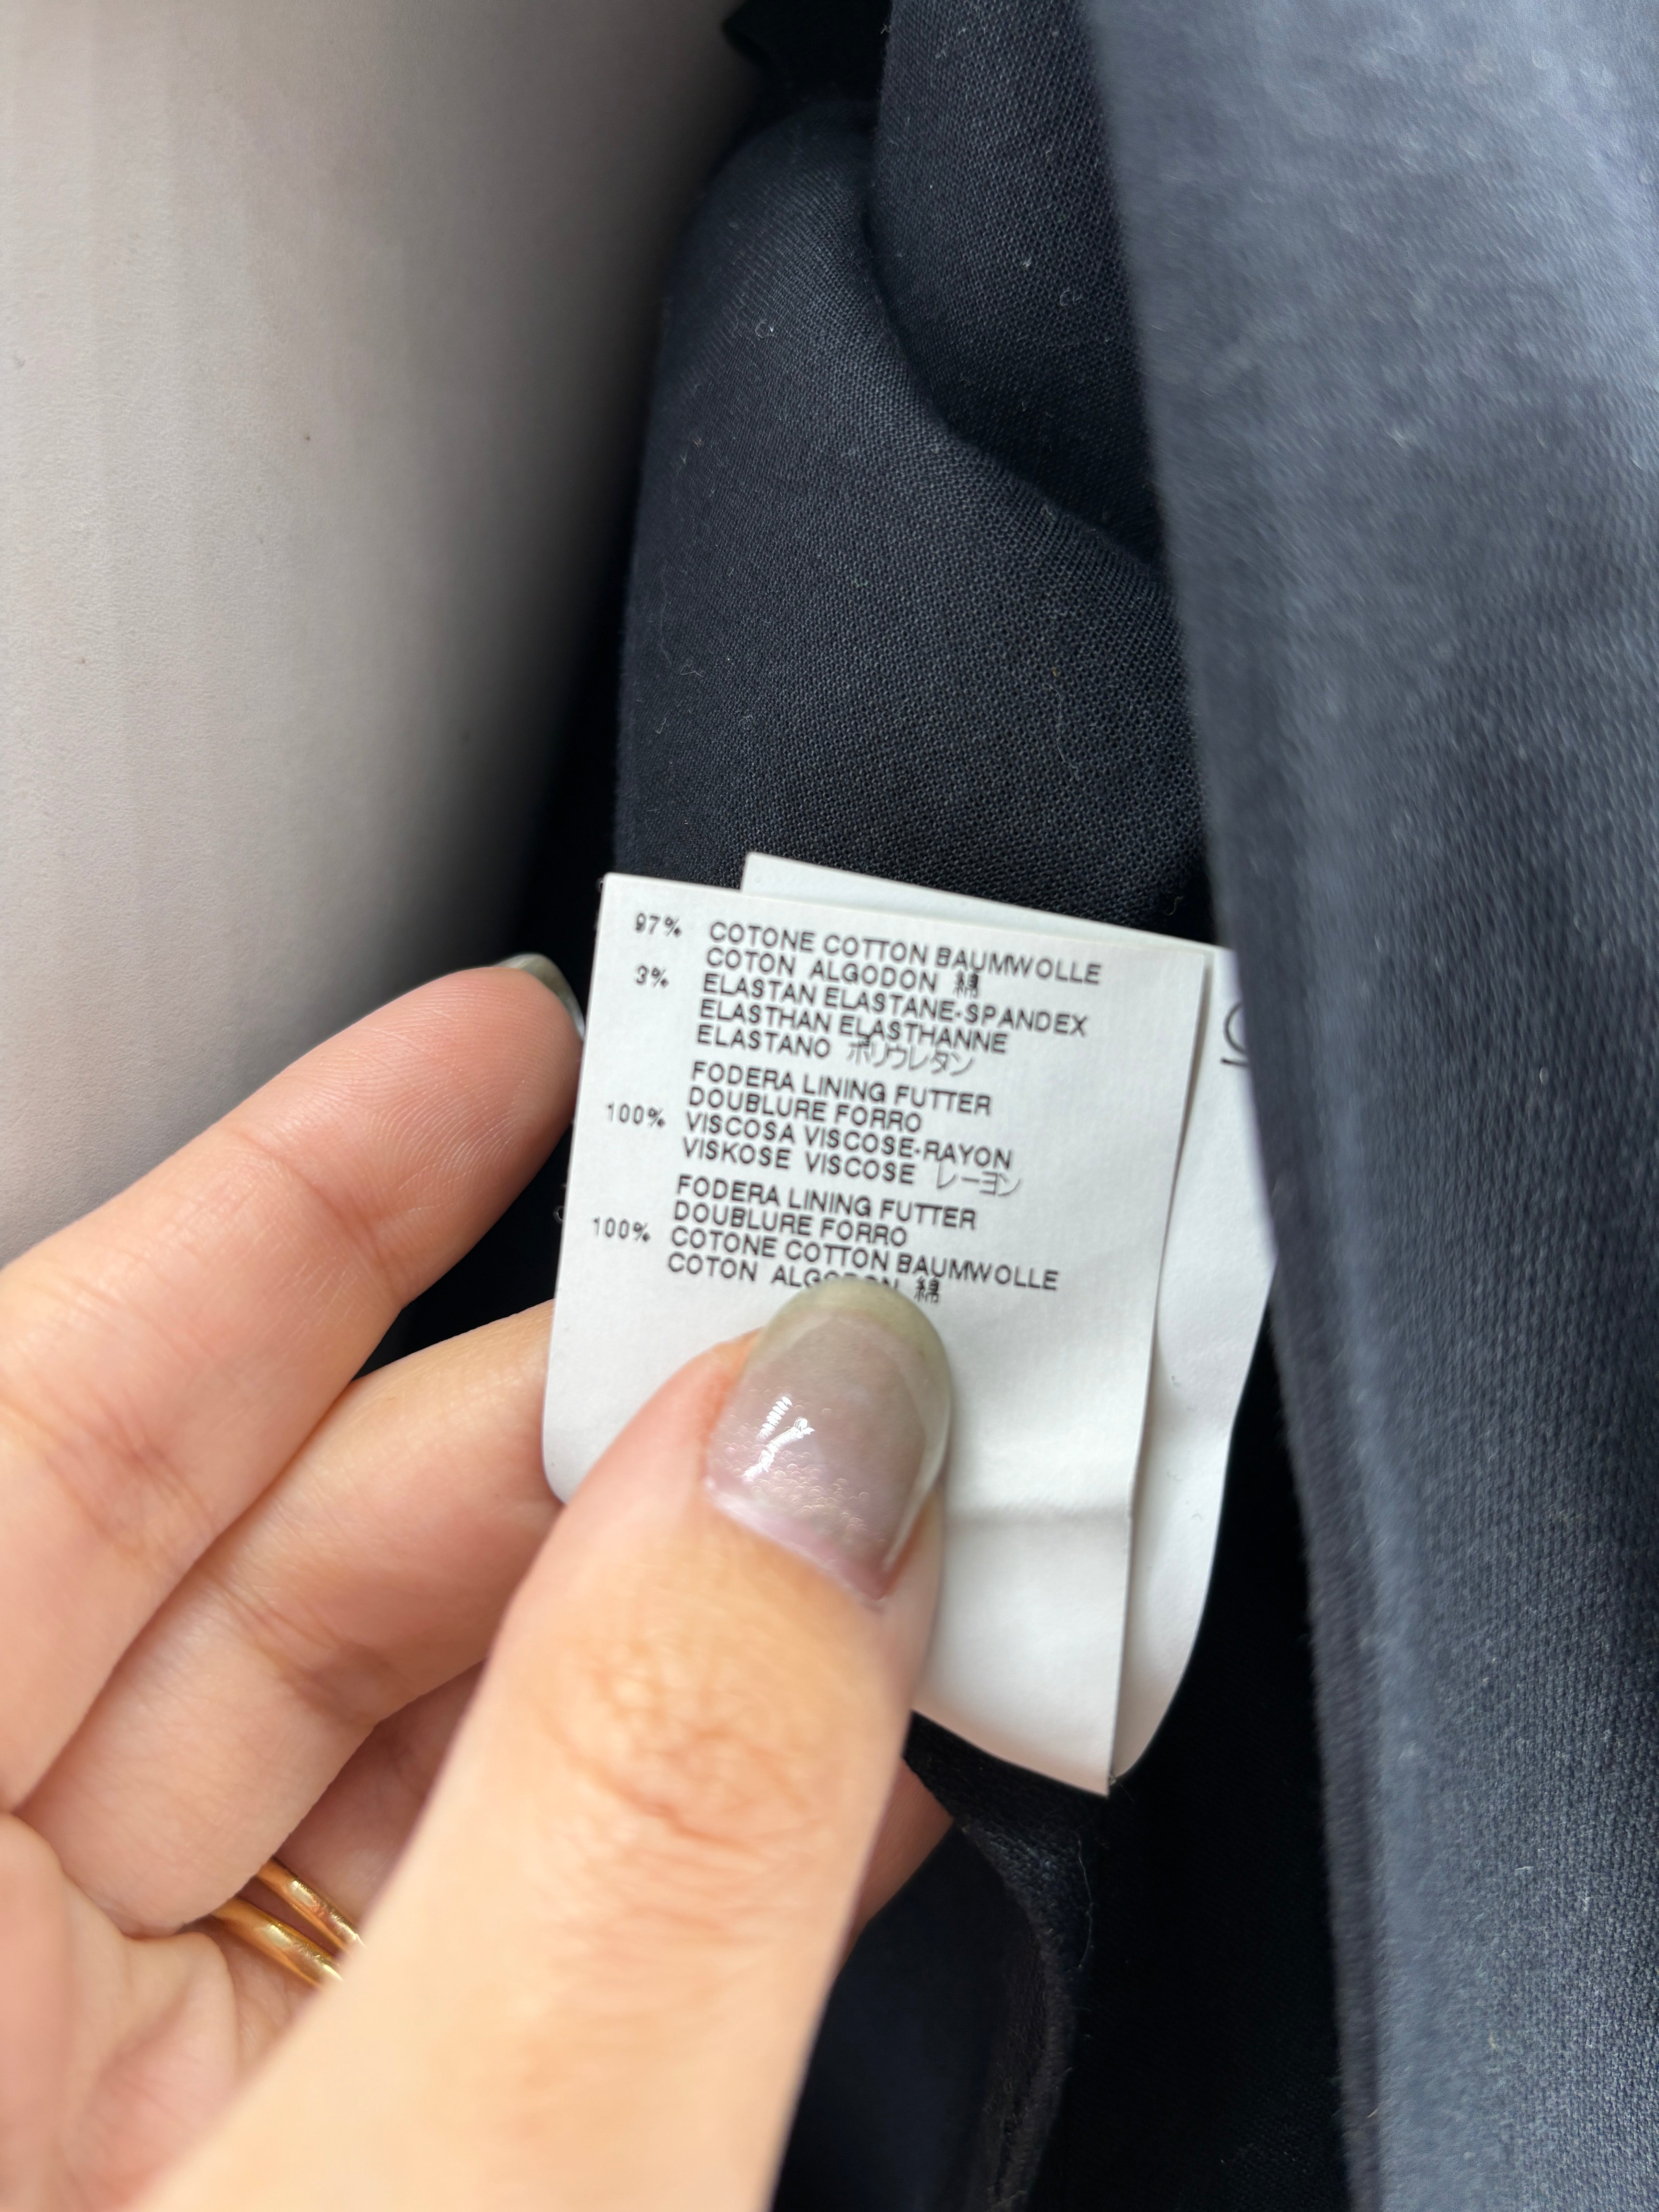 97% COTONE COTTON BAUMWOLLE
COTON ALGODON 綿
3% ELASTAN ELASTANE-SPANDEX
ELASTHAN ELASTHANNE
ELASTANO ポリウレタン
FODERA LINING FUTTER
DOUBLURE FORRO
100% VISCOSA VISCOSE-RAYON
VISKOSE VISCOSE レーヨン
FODERA LINING FUTTER
DOUBLURE FORRO
100% COTONE COTTON BAUMWOLLE
COTON ALGODON 綿